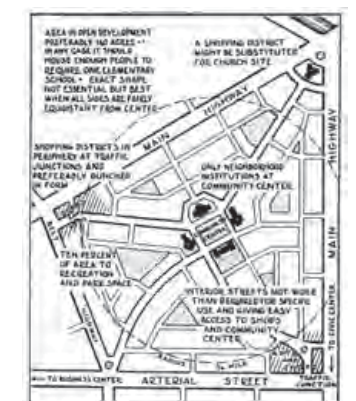 AREA IN OPEN DEVELOPMENT
PREFERABLY 160 ACRES --
IN ANY CASE IT SHOULD
HOUSE ENOUGH PEOPLE TO
REQUIRE ONE ELEMENTARY
SCHOOL • EXACT SHAPE
NOT ESSENTIAL BUT BEST
WHEN ALL SIDES ARE FAIRLY
EQUIDISTANT FROM CENTER
A SHOPPING DISTRICT
MIGHT BE SUBSTITUTED
FOR CHURCH SITE
MAIN HIGHWAY
HIGHWAY
MAIN
SHOPPING DISTRICTS IN
PERIPHERY AT TRAFFIC
JUNCTIONS AND
PREFERABLY BUNCHED
IN FORM
ONLY NEIGHBORHOOD
INSTITUTIONS AT
COMMUNITY CENTER
TEN PERCENT
OF AREA TO
RECREATION
AND PARK SPACE
INTERIOR STREETS NOT WIDER
THAN REQUIRED FOR SPECIFIC
USE AND GIVING EASY
ACCESS TO SHOPS
AND COMMUNITY
CENTER
RADIUS ¼ MILE
TO CIVIC CENTER
TO BUSINESS CENTER
ARTERIAL STREET
TRAFFIC
JUNCTION